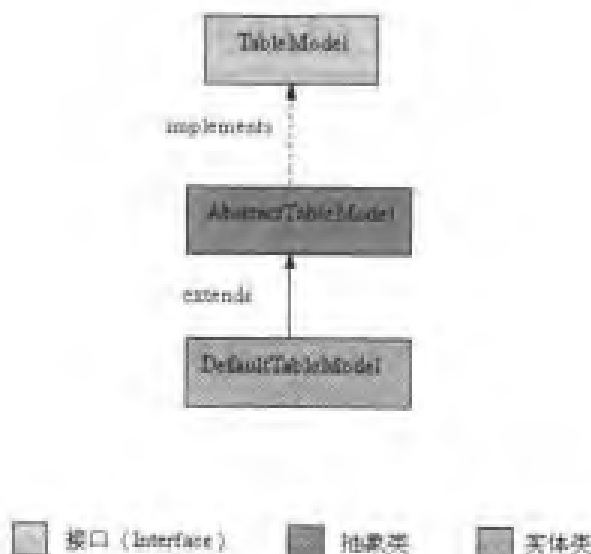 TableModel
implements
AbstractTableModel
extends
DefaultTableModel
接口（Interface） 抽象类 实体类